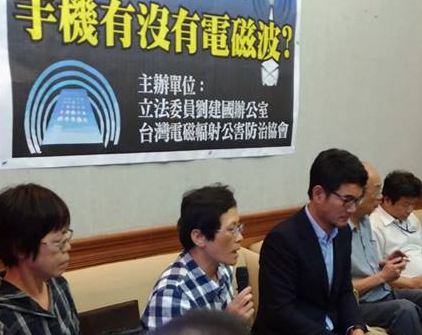 手機有沒有電磁波?
主辦單位:
立法委員劉建國辦公室
台灣電磁輻射公害防治協會